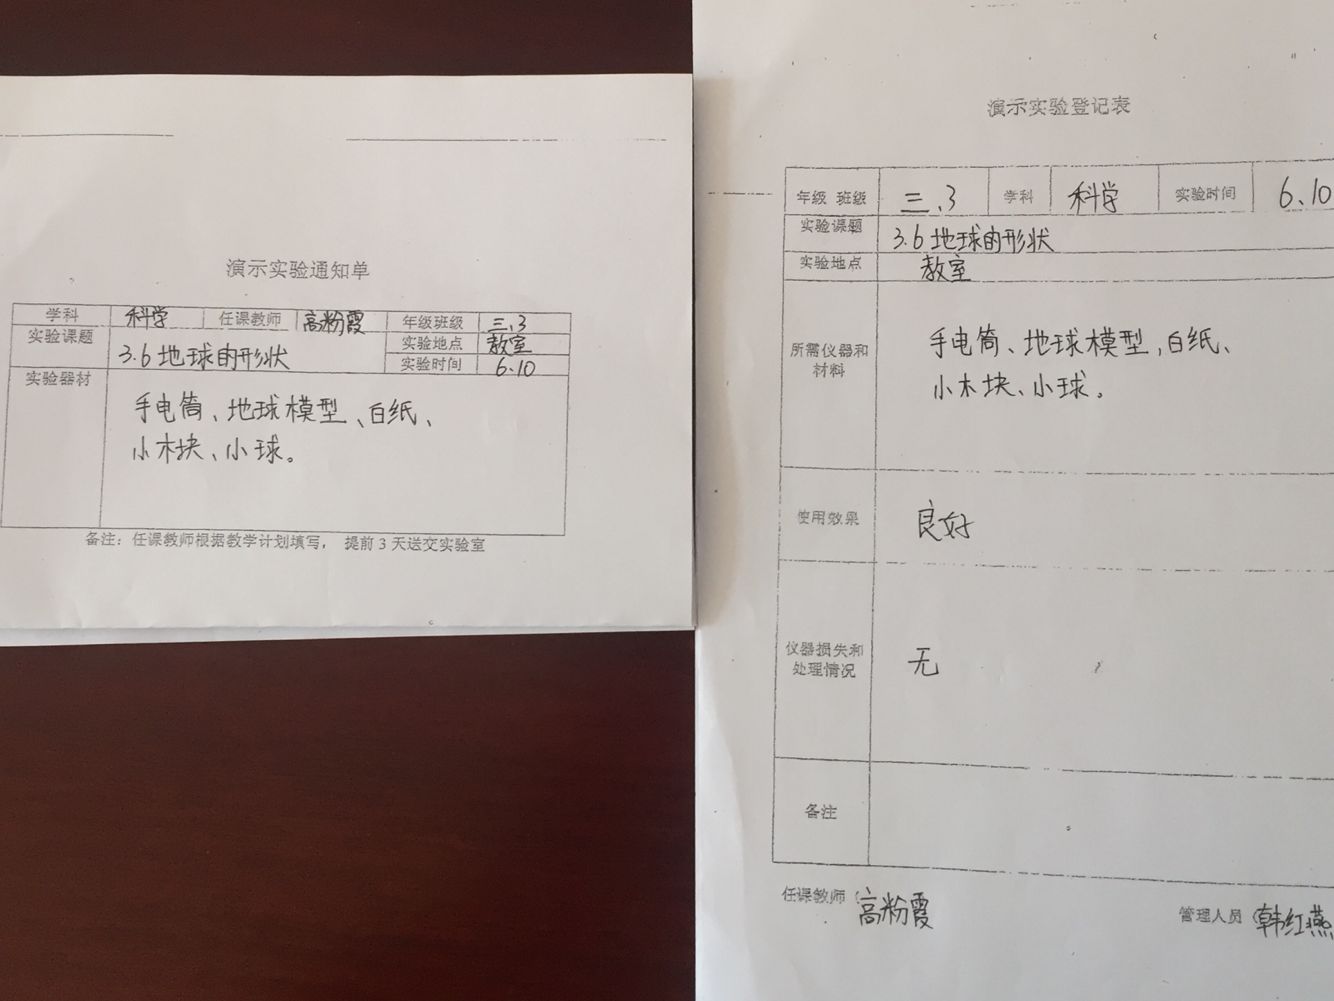 演示实验通知单
学科 科学 任课教师 高粉霞 年级班级 三.3
实验课题 3.6 地球的形状 实验地点 教室
实验时间 6.10
实验器材 手电筒、地球模型、白纸、
小木块、小球。
备注：任课教师根据教学计划填写，提前3天送交实验室
演示实验登记表
年级 班级 三.3 学科 科学 实验时间 6.10
实验课题 3.6 地球的形状
实验地点 教室
所需仪器和
材料
手电筒、地球模型,白纸、
小木块、小球。
使用效果 良好
仪器损失和
处理情况
无
备注
任课教师（高粉霞
管理人员（韩红燕